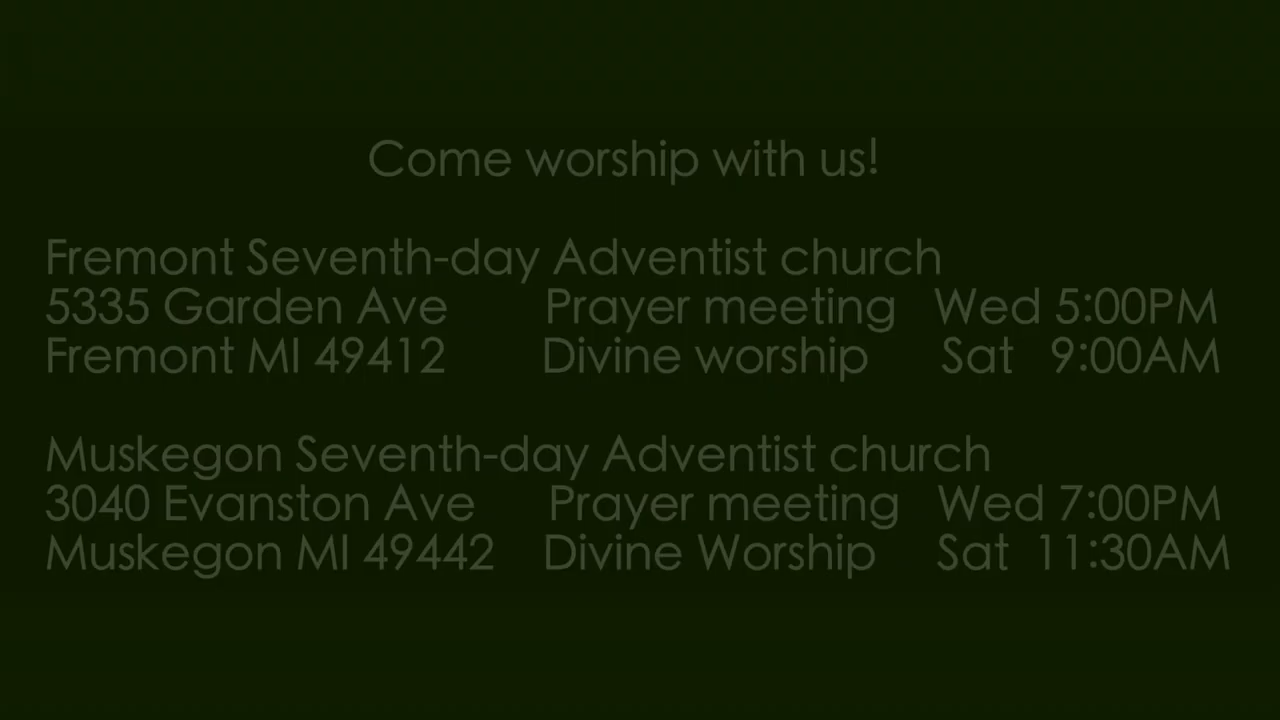 Come worship with us!
Fremont Seventh-day Adventist church
5335 Garden Ave Prayer meeting Wed 5:00PM
Fremont MI 49412 Divine worship Sat 9:00AM
Muskegon Seventh-day Adventist church
3040 Evanston Ave Prayer meeting Wed 7:00PM
Muskegon MI 49442 Divine Worship Sat 11:30AM